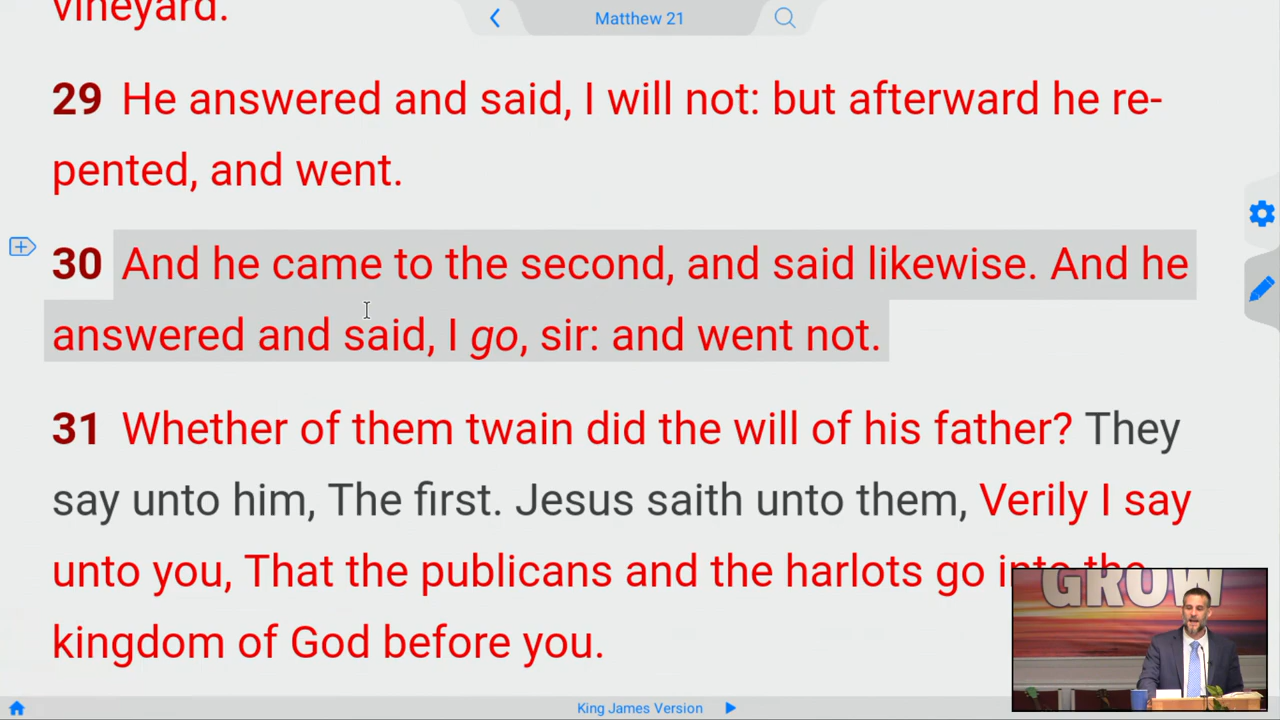 vineyard.
Matthew 21
29 He answered and said, I will not: but afterward he re-
pented, and went.
30 And he came to the second, and said likewise. And he
answered and said, I go, sir: and went not.
31 Whether of them twain did the will of his father? They
say unto him, The first. Jesus saith unto them, Verily I say
unto you, That the publicans and the harlots go into the
kingdom of God before you.
GROW
King James Version